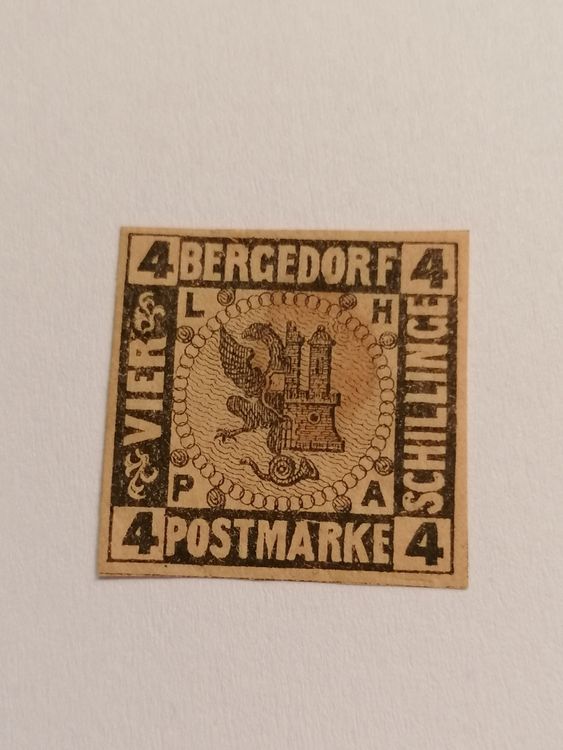 4 BERGEDORF 4
L H
VIER
SCHILLINGE
P A
4 POSTMARKE 4